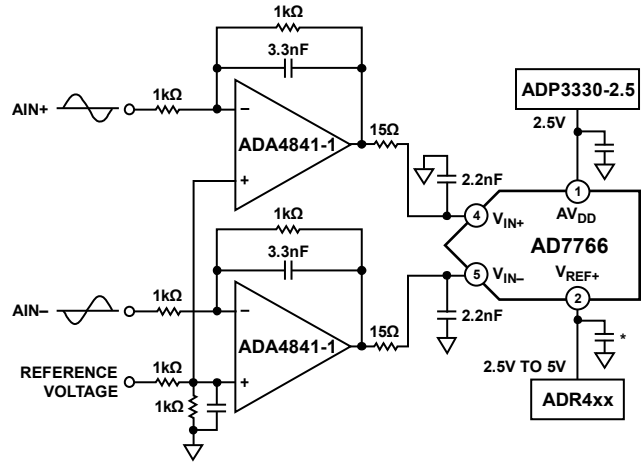 1kΩ
3.3nF
AIN+
1kΩ
−
ADA4841-1
+
15Ω
ADP3330-2.5
2.5V
2.2nF
1
AVDD
4
VIN+
AD7766
1kΩ
3.3nF
AIN−
1kΩ
−
ADA4841-1
+
15Ω
5
VIN−
VREF+
2
2.2nF
*
REFERENCE
VOLTAGE
1kΩ
1kΩ
2.5V TO 5V
ADR4xx